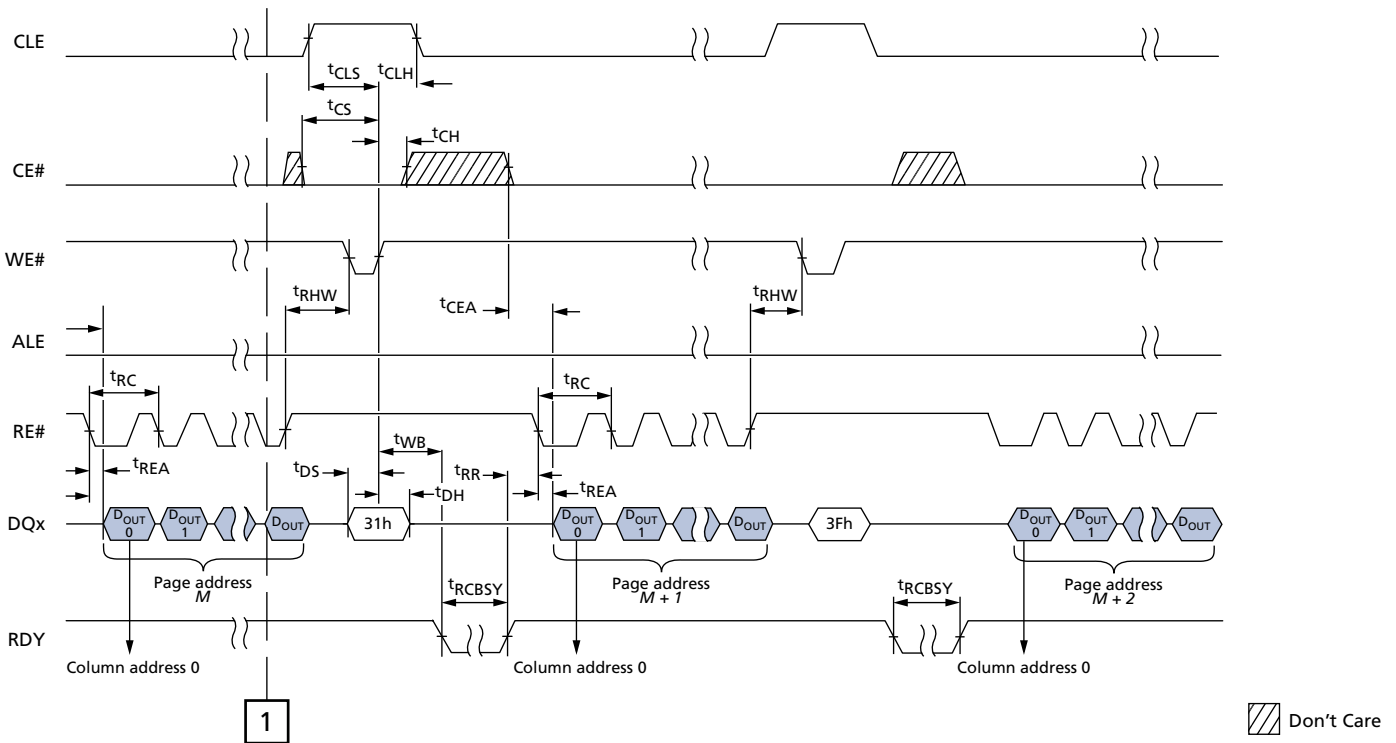 CLE
tCLS tCLH
tCS
tCH
CE#
WE#
tRHW tCEA tRHW
ALE
tRC tRC
RE#
tWB
tREA tDS tRR
tDH tREA
DQx DOUT 0 DOUT 1 DOUT 31h DOUT 0 DOUT 1 DOUT 3Fh DOUT 0 DOUT 1 DOUT
Page address M Page address M + 1 Page address M + 2
tRCBSY tRCBSY
RDY
Column address 0 Column address 0 Column address 0
1
Don't Care